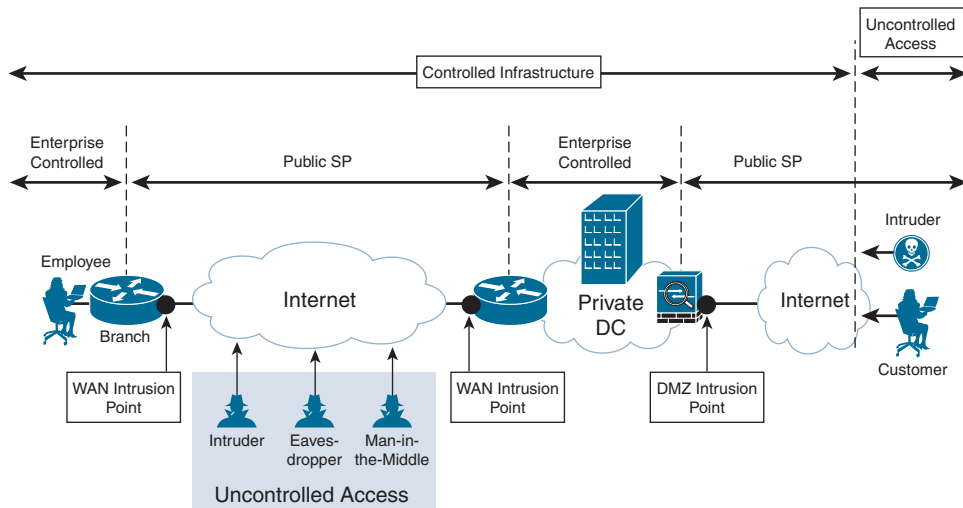 Uncontrolled
Access
Controlled Infrastructure
Enterprise
Controlled
Public SP
Enterprise
Controlled
Public SP
Intruder
Employee
Internet
Private
DC
Internet
Branch
Customer
WAN Intrusion
Point
WAN Intrusion
Point
DMZ Intrusion
Point
Intruder
Eaves-
dropper
Man-in-
the-Middle
Uncontrolled Access